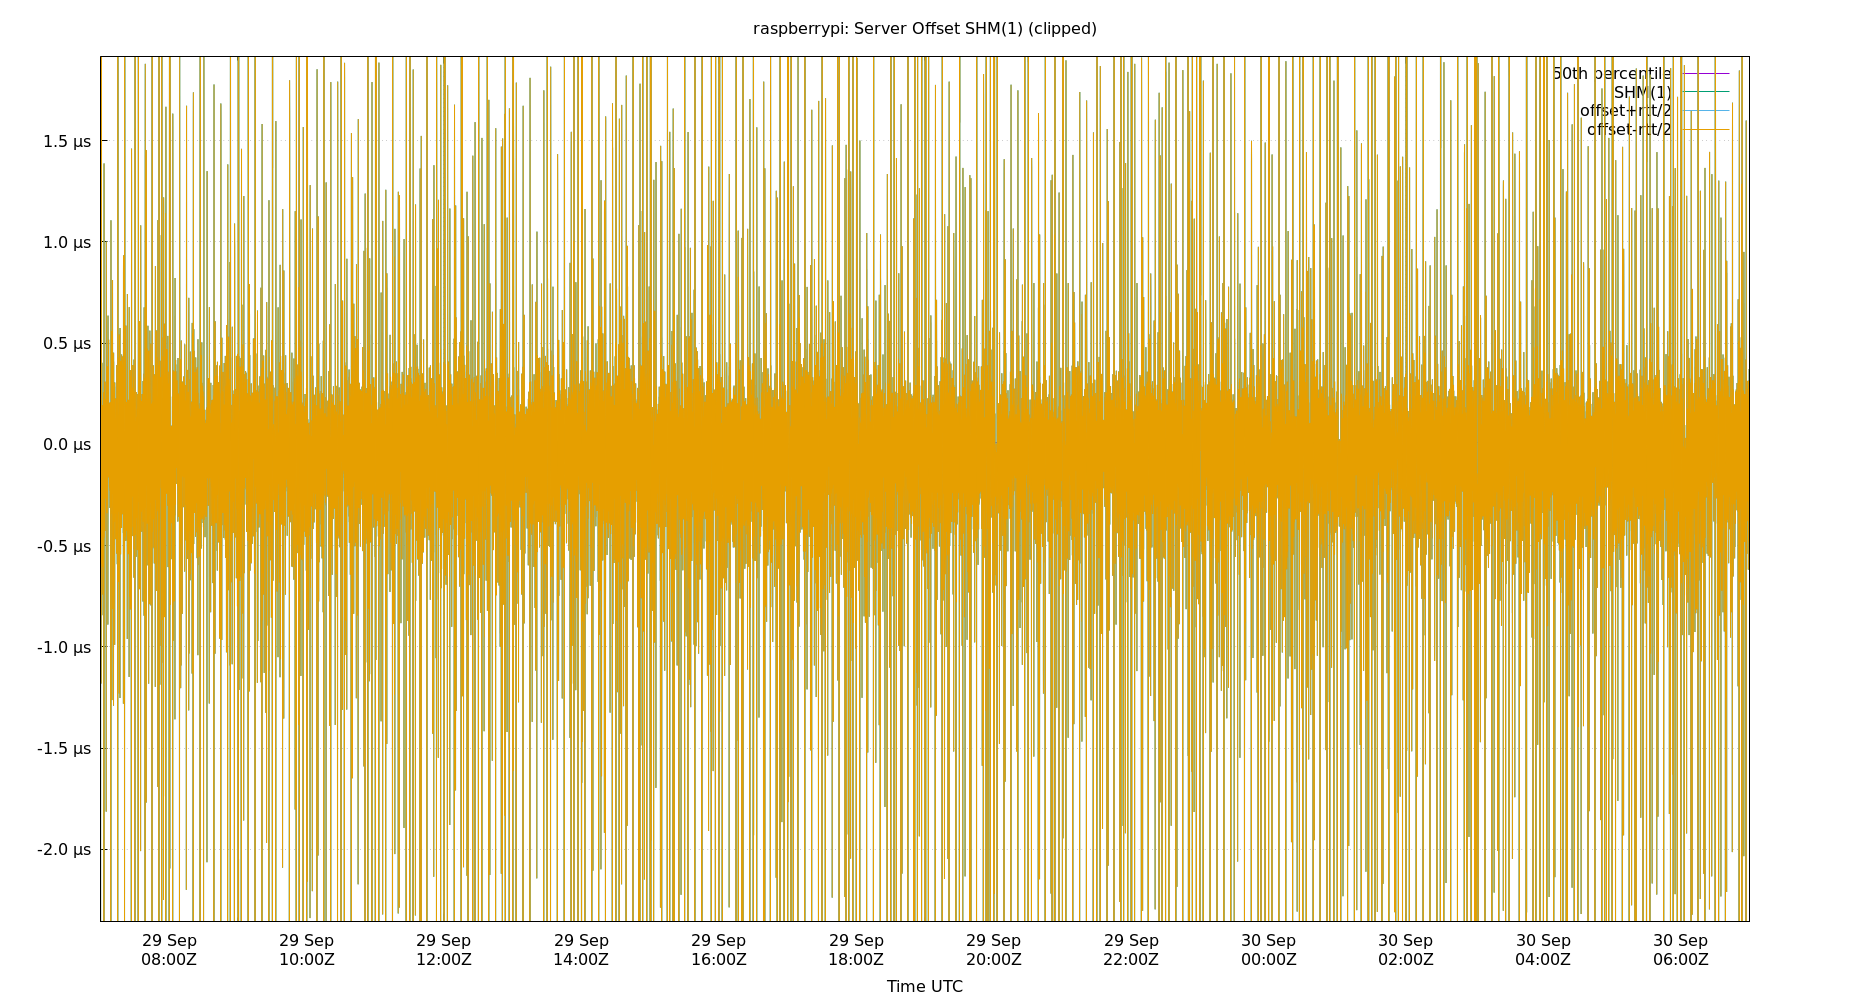 raspberrypi: Server Offset SHM(1) (clipped)
50th percentile
SHM(1)
offset+rtt/2
offset-rtt/2
1.5 µs
1.0 µs
0.5 µs
0.0 µs
-0.5 µs
-1.0 µs
-1.5 µs
-2.0 µs
29 Sep 29 Sep 29 Sep 29 Sep 29 Sep 29 Sep 29 Sep 29 Sep 30 Sep 30 Sep 30 Sep 30 Sep
08:00Z 10:00Z 12:00Z 14:00Z 16:00Z 18:00Z 20:00Z 22:00Z 00:00Z 02:00Z 04:00Z 06:00Z
Time UTC